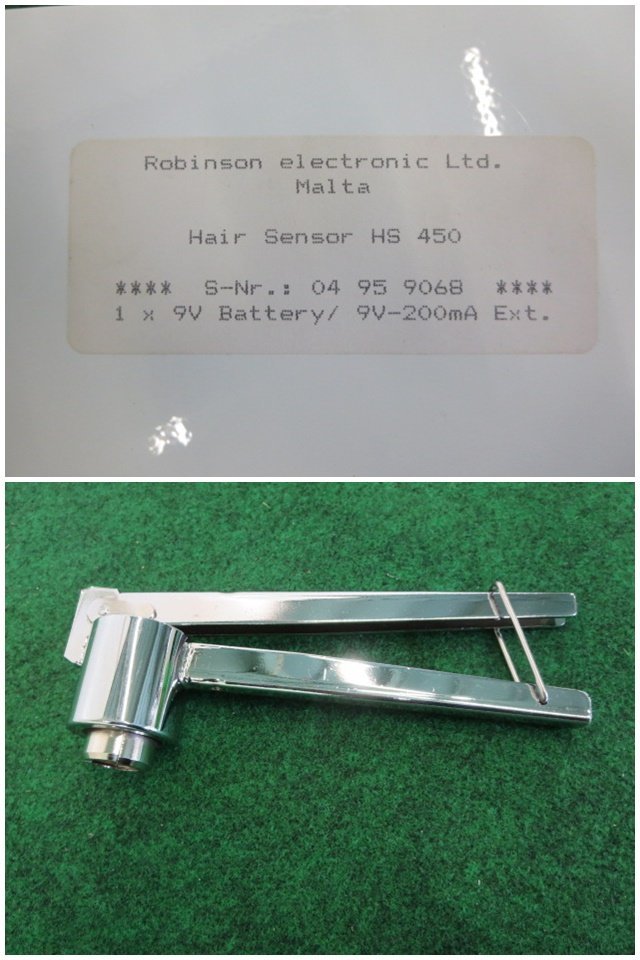 Robinson electronic Ltd.
Malta
Hair Sensor HS 450
**** S-Nr.: 04 95 9068 ****
1 x 9V Battery/ 9V-200mA Ext.